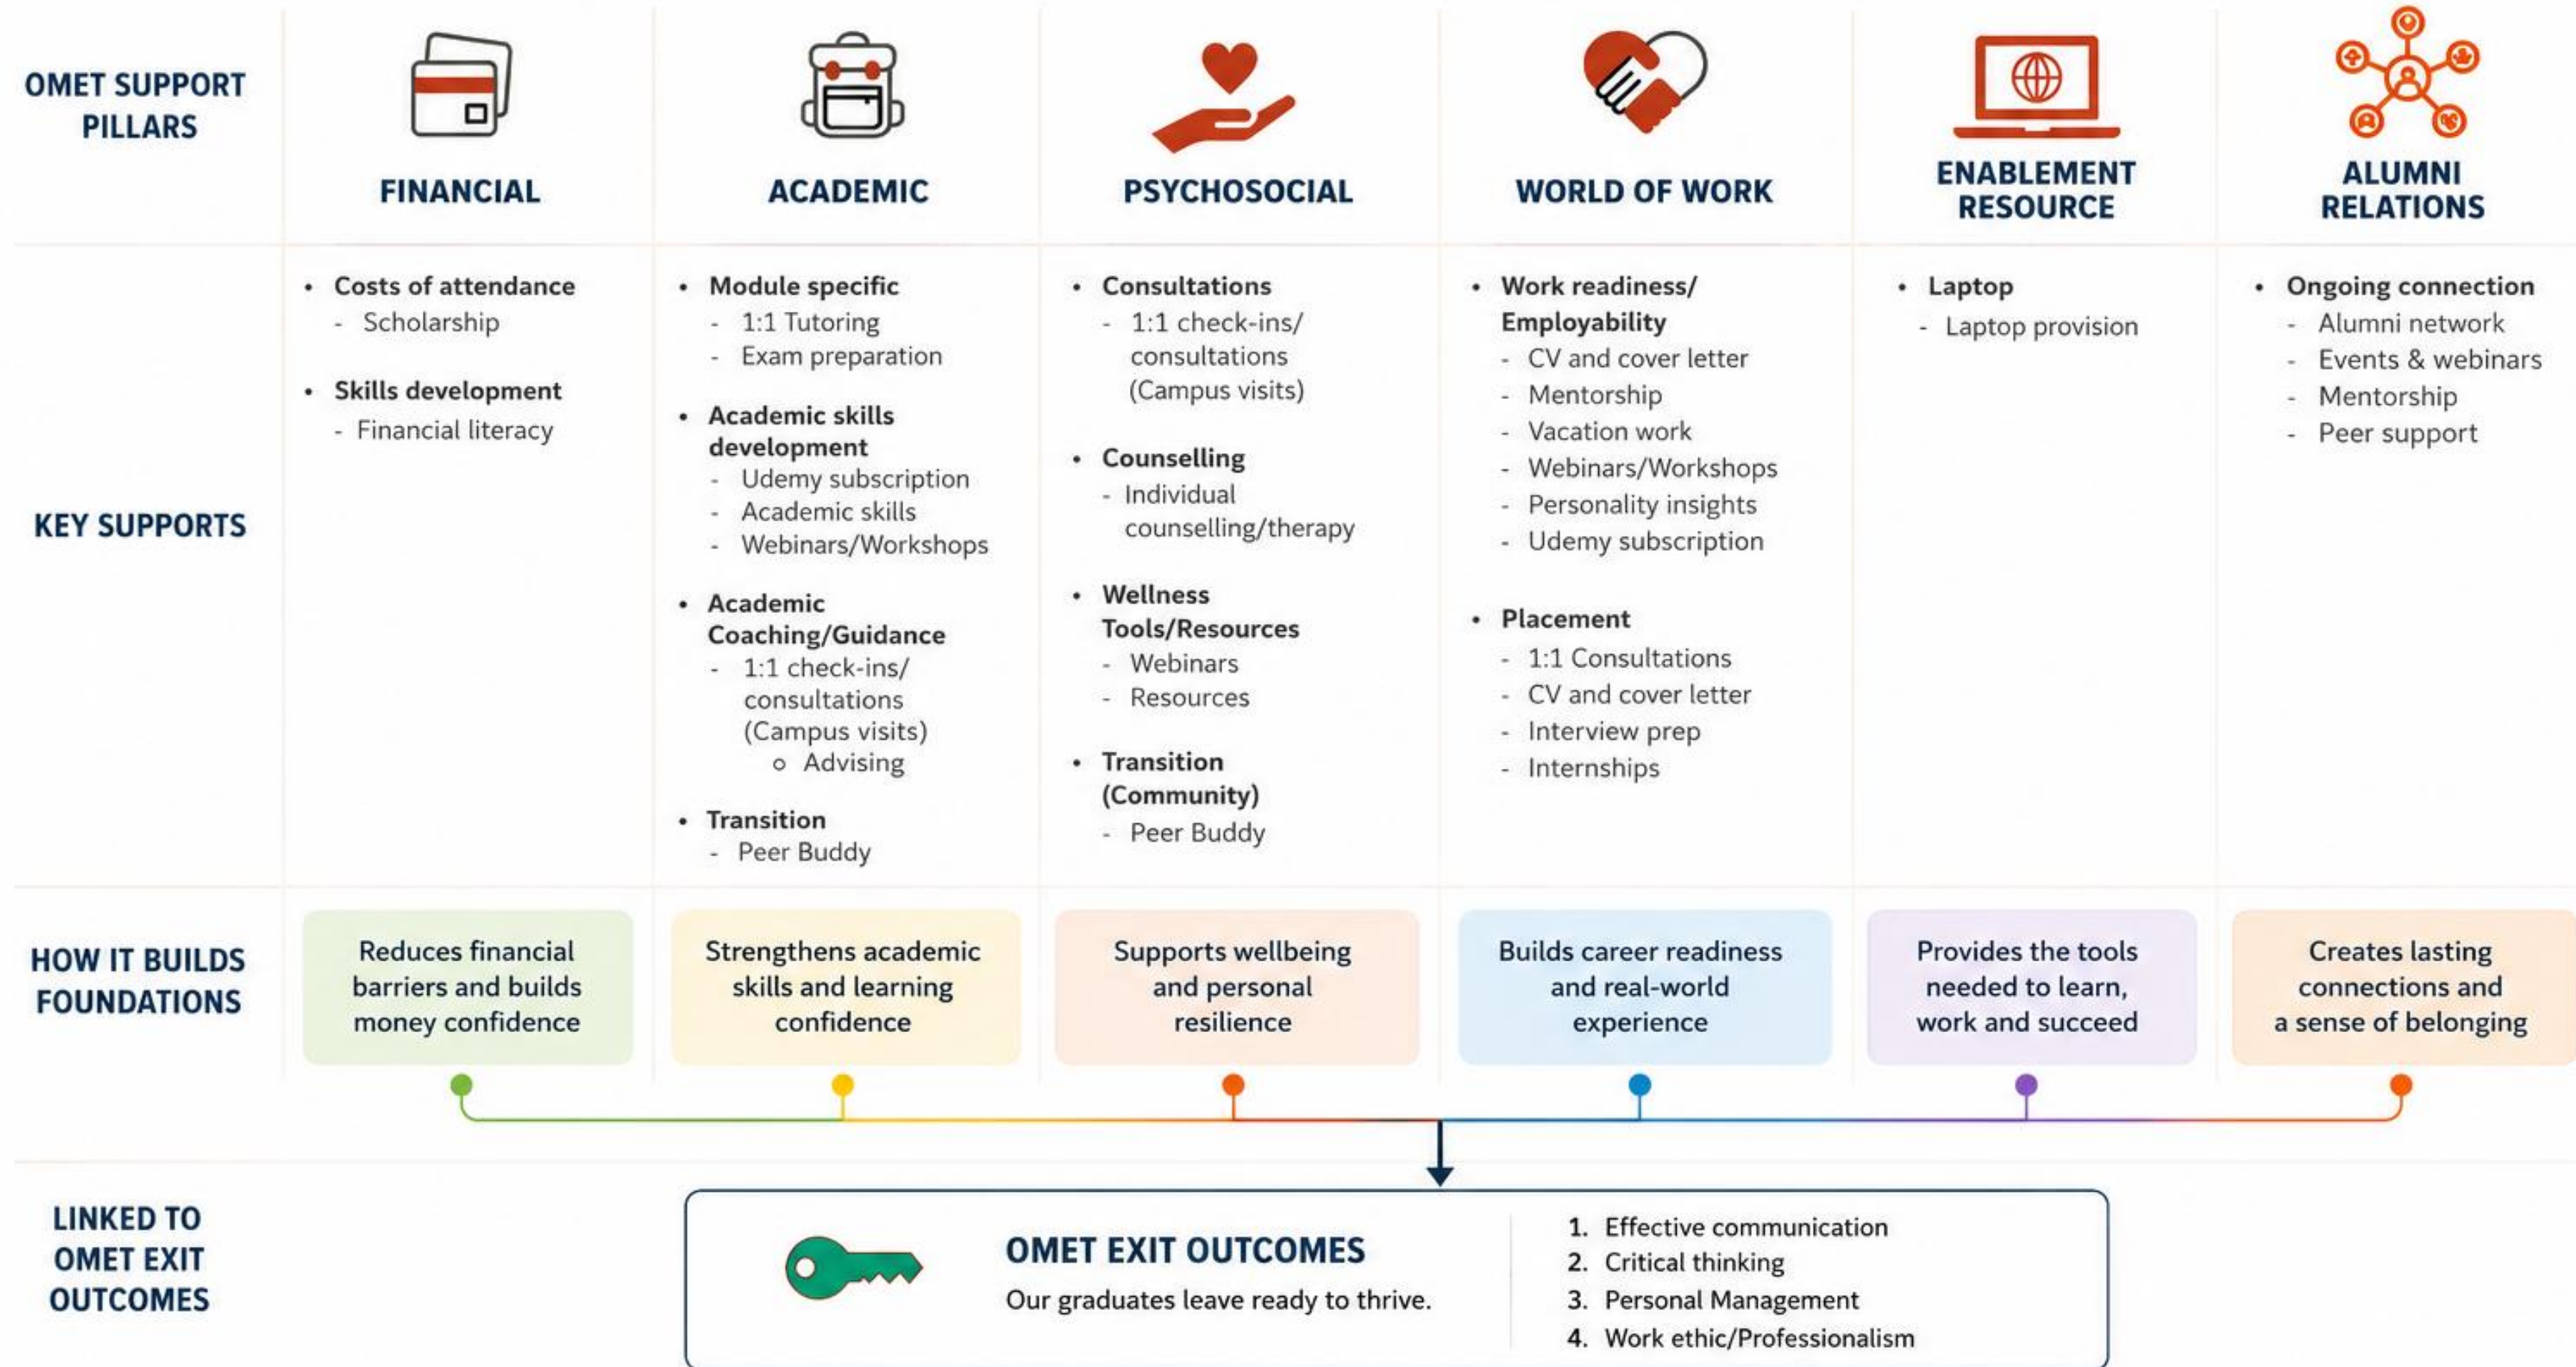 OMET SUPPORT
PILLARS
FINANCIAL
ACADEMIC
PSYCHOSOCIAL
WORLD OF WORK
ENABLEMENT
RESOURCE
ALUMNI
RELATIONS
KEY SUPPORTS
• Costs of attendance
- Scholarship
• Skills development
- Financial literacy
• Module specific
- 1:1 Tutoring
- Exam preparation
• Academic skills
development
- Udemy subscription
- Academic skills
- Webinars/Workshops
• Academic
Coaching/Guidance
- 1:1 check-ins/
consultations
(Campus visits)
o Advising
• Transition
- Peer Buddy
• Consultations
- 1:1 check-ins/
consultations
(Campus visits)
• Counselling
- Individual
counselling/therapy
• Wellness
Tools/Resources
- Webinars
- Resources
• Transition
(Community)
- Peer Buddy
• Work readiness/
Employability
- CV and cover letter
- Mentorship
- Vacation work
- Webinars/Workshops
- Personality insights
- Udemy subscription
• Placement
- 1:1 Consultations
- CV and cover letter
- Interview prep
- Internships
• Laptop
- Laptop provision
• Ongoing connection
- Alumni network
- Events & webinars
- Mentorship
- Peer support
HOW IT BUILDS
FOUNDATIONS
Reduces financial
barriers and builds
money confidence
Strengthens academic
skills and learning
confidence
Supports wellbeing
and personal
resilience
Builds career readiness
and real-world
experience
Provides the tools
needed to learn,
work and succeed
Creates lasting
connections and
a sense of belonging
LINKED TO
OMET EXIT
OUTCOMES
OMET EXIT OUTCOMES
Our graduates leave ready to thrive.
1. Effective communication
2. Critical thinking
3. Personal Management
4. Work ethic/Professionalism